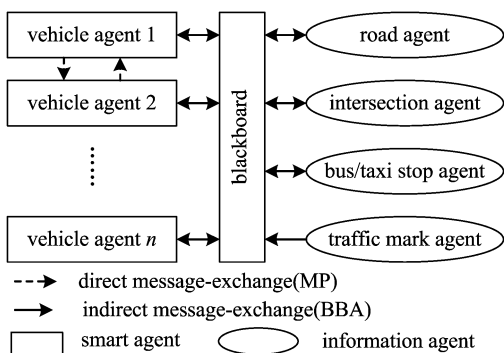 vehicle agent 1
road agent
vehicle agent 2
intersection agent
blackboard
bus/taxi stop agent
vehicle agent n
traffic mark agent
direct message-exchange(MP)
indirect message-exchange(BBA)
smart agent
information agent